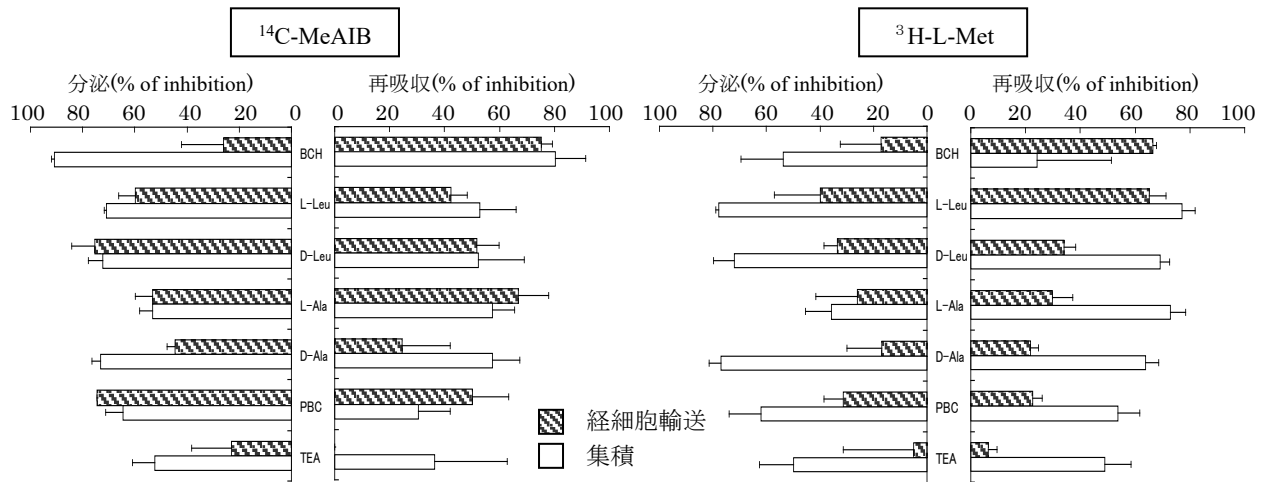 ¹⁴C-MeAIB
³H-L-Met
分泌(% of inhibition)
再吸収(% of inhibition)
分泌(% of inhibition)
再吸収(% of inhibition)
100 80 60 40 20 0
0 20 40 60 80 100
100 80 60 40 20 0
0 20 40 60 80 100
BCH
L-Leu
D-Leu
L-Ala
D-Ala
PBC
TEA
BCH
L-Leu
D-Leu
L-Ala
D-Ala
PBC
TEA
経細胞輸送
集積